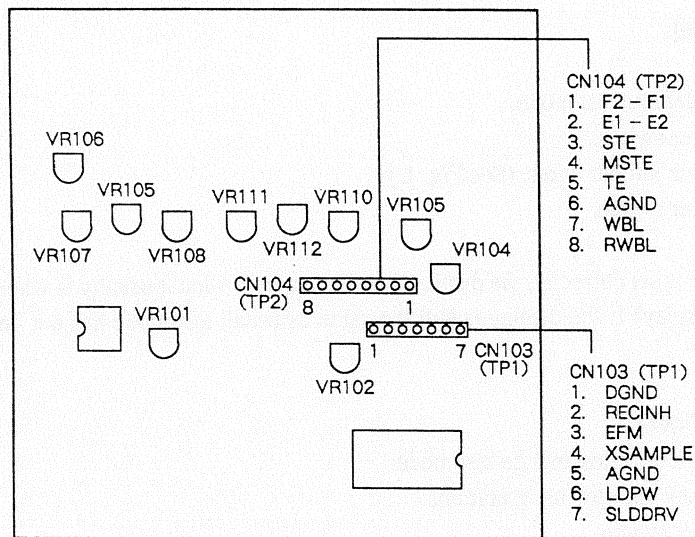 CN104 (TP2)
1. F2 – F1
2. E1 – E2
3. STE
4. MSTE
5. TE
6. AGND
7. WBL
8. RWBL
VR106
VR105
VR111
VR110
VR105
VR107
VR108
VR112
VR104
CN104
(TP2)
8
1
VR101
1
7
CN103
(TP1)
VR102
CN103 (TP1)
1. DGND
2. RECINH
3. EFM
4. XSAMPLE
5. AGND
6. LDPW
7. SLDDRV